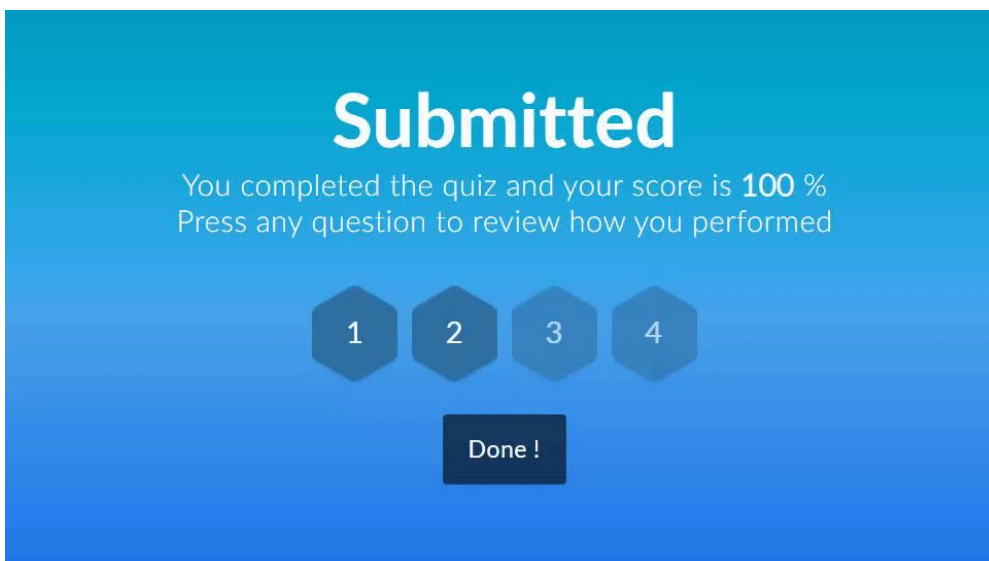 Submitted
You completed the quiz and your score is 100 %
Press any question to review how you performed
1 2 3 4
Done !